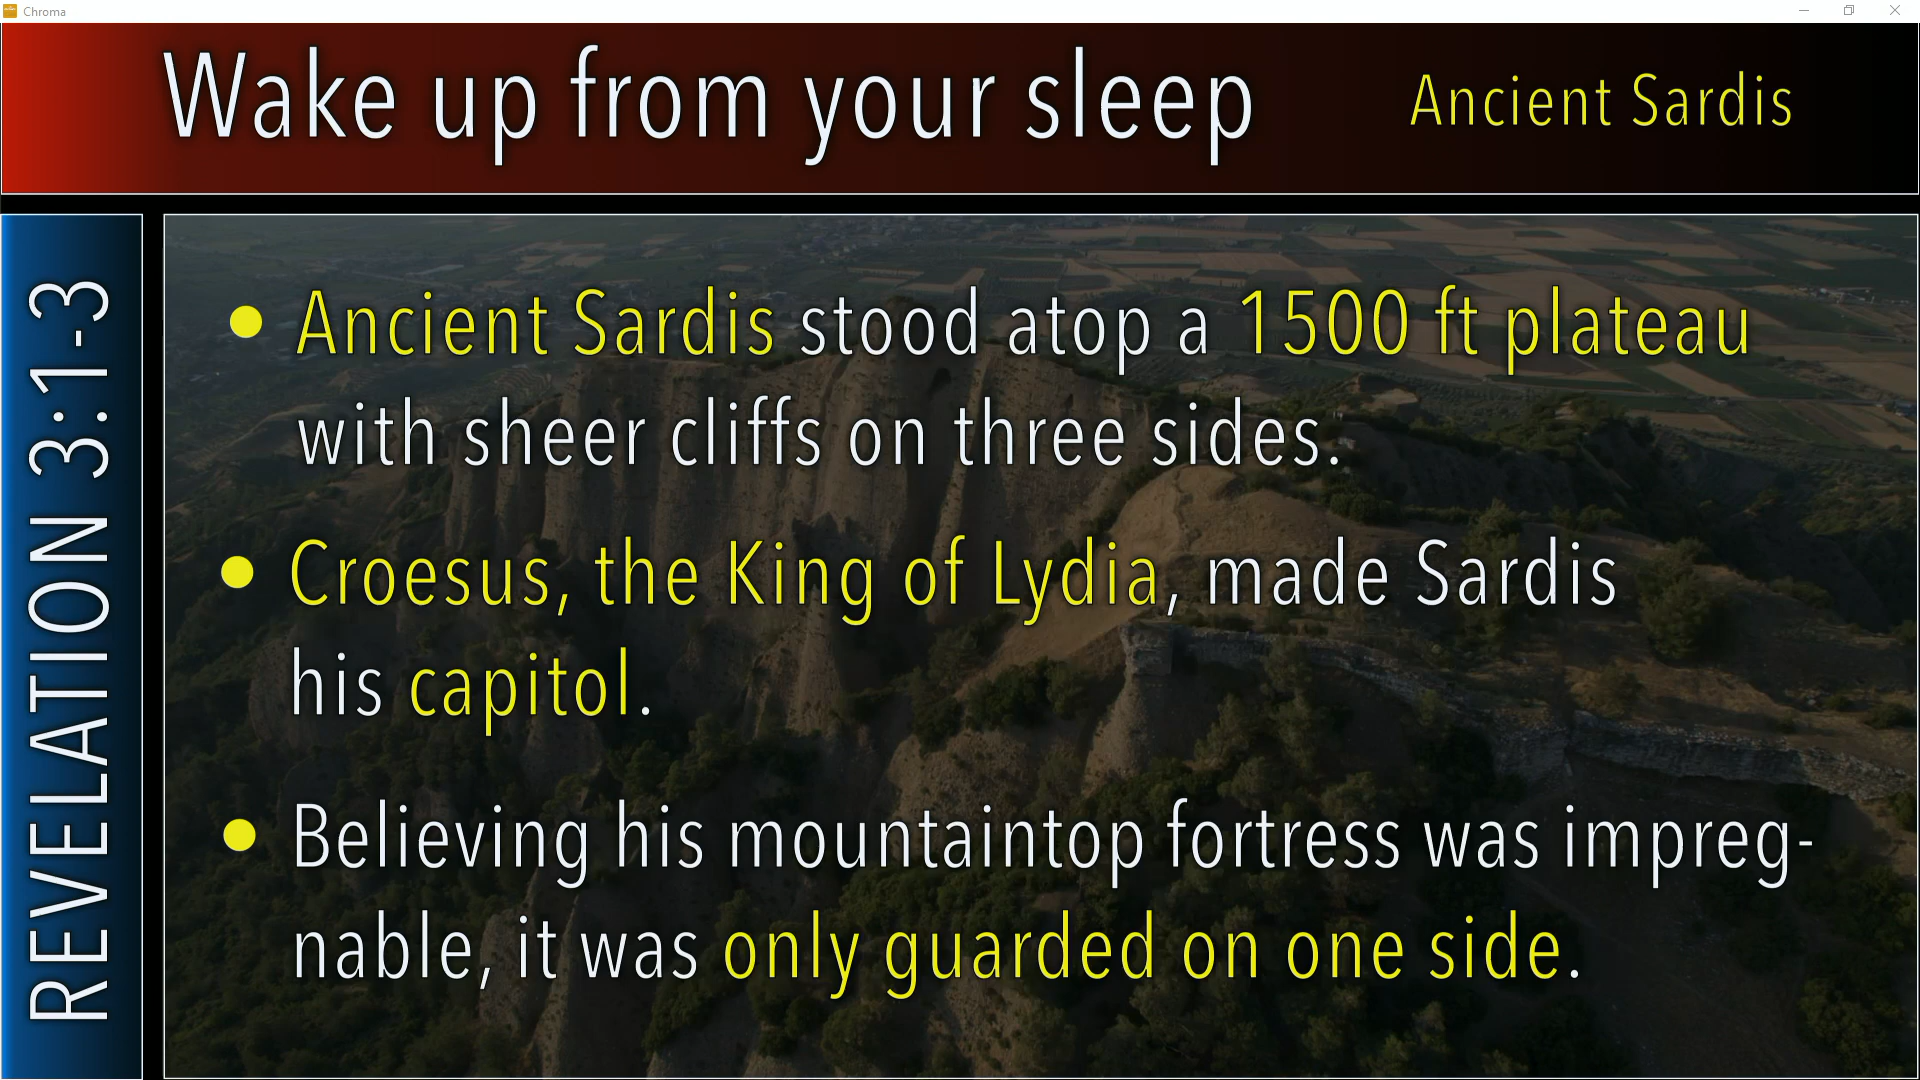 Chroma
Wake up from your sleep
Ancient Sardis
REVELATION 3:1-3
• Ancient Sardis stood atop a 1500 ft plateau
with sheer cliffs on three sides.
• Croesus, the King of Lydia, made Sardis
his capitol.
• Believing his mountaintop fortress was impreg-
nable, it was only guarded on one side.